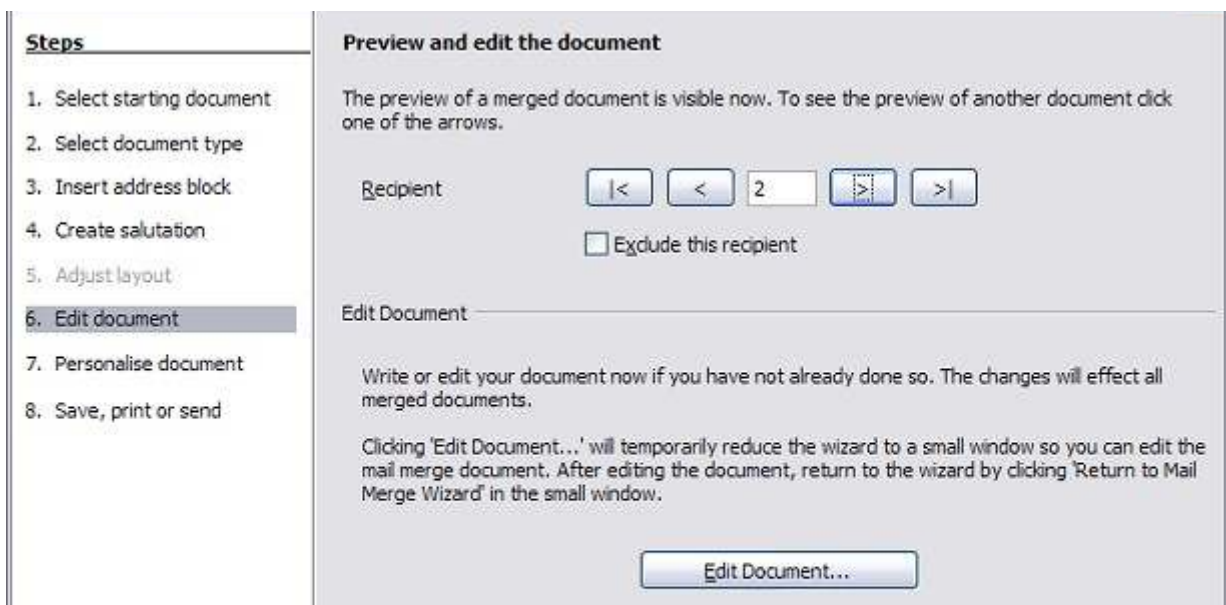 Steps
1. Select starting document
2. Select document type
3. Insert address block
4. Create salutation
5. Adjust layout
6. Edit document
7. Personalise document
8. Save, print or send
Preview and edit the document
The preview of a merged document is visible now. To see the preview of another document click
one of the arrows.
Recipient |< < 2 > >|
Exclude this recipient
Edit Document
Write or edit your document now if you have not already done so. The changes will effect all
merged documents.
Clicking 'Edit Document...' will temporarily reduce the wizard to a small window so you can edit the
mail merge document. After editing the document, return to the wizard by clicking 'Return to Mail
Merge Wizard' in the small window.
Edit Document...